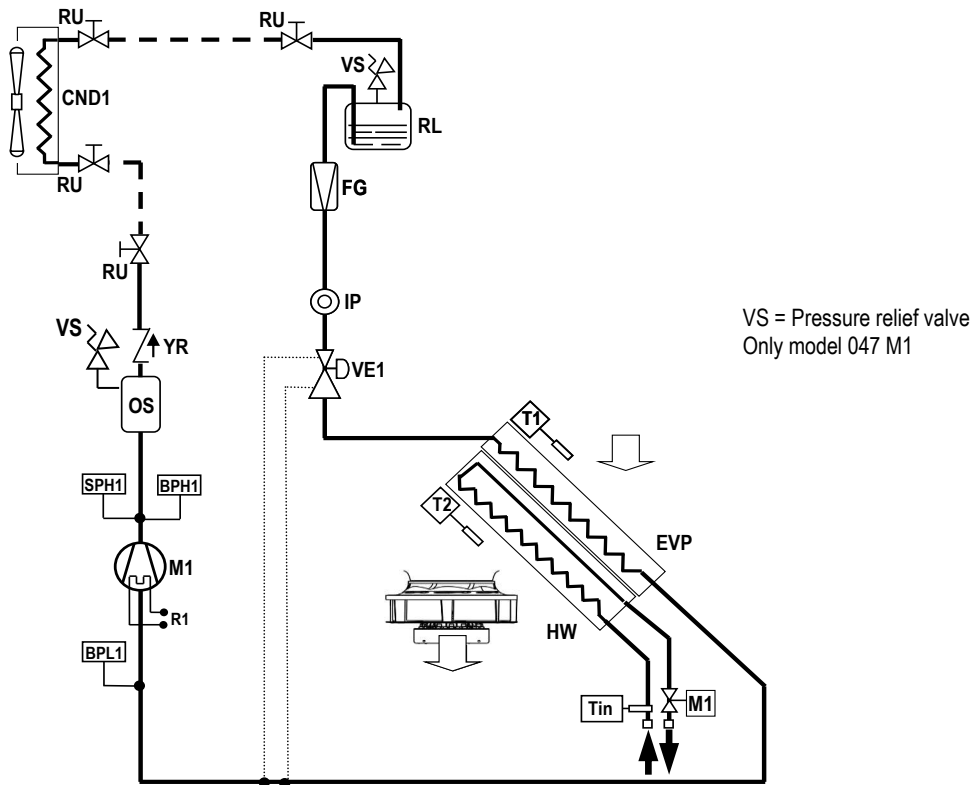 RU
RU
VS
CND1
RL
RU
FG
RU
IP
VS = Pressure relief valve
Only model 047 M1
VS
YR
VE1
OS
T1
SPH1
BPH1
T2
EVP
M1
R1
HW
BPL1
Tin
M1